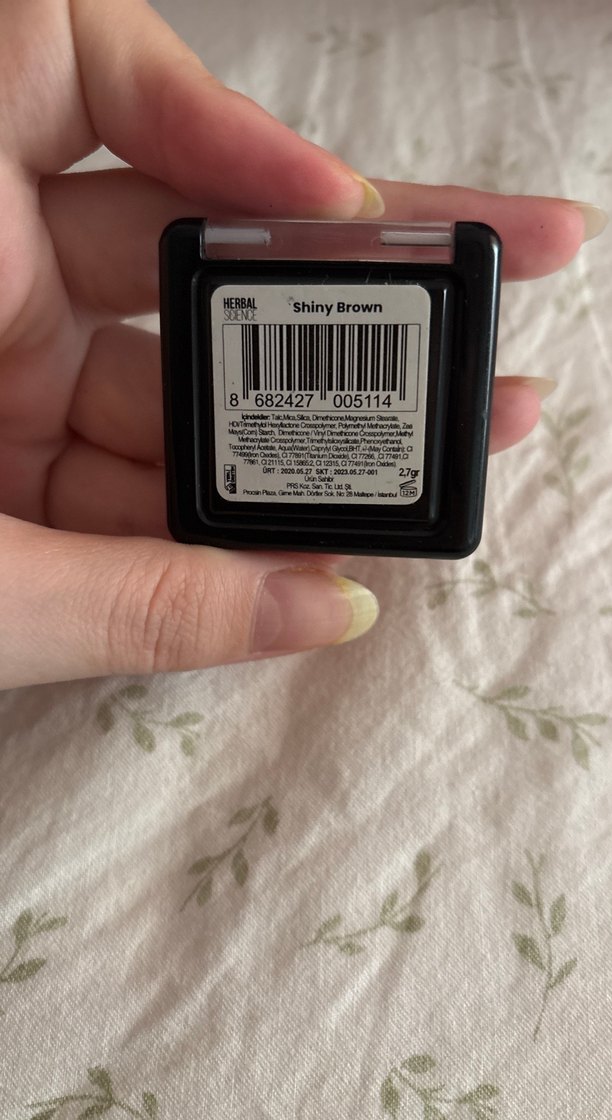 HERBAL
SCIENCE
Shiny Brown
8 682427 005114
İçindekiler: Talc,Mica,Silica, Dimethicone,Magnesium Stearate,
HDI/Trimethylol Hexyllactone Crosspolymer, Polymethyl Methacrylate, Zea
Mays(Corn) Starch, Dimethicone / Vinyl Dimethicone Crosspolymer,Methyl
Methacrylate Crosspolymer,Trimethylsiloxysilicate,Phenoxyethanol,
Tocopheryl Acetate, Aqua(Water),Caprylyl Glycol,BHT,+/-(May Contain): CI
77499(Iron Oxides), CI 77891(Titanium Dioxide), CI 77266, CI 77491,CI
77861, CI 21115, CI 15865:2, CI 12315, CI 77491(Iron Oxides).
ÜRT : 2020.05.27 SKT : 2023.05.27-001
2,7gr
Ürün Sahibi
PRS Koz. San. Tic. Ltd. Şti.
Procsin Plaza, Girne Mah. Dörtler Sok. No: 28 Maltepe / İstanbul
12M